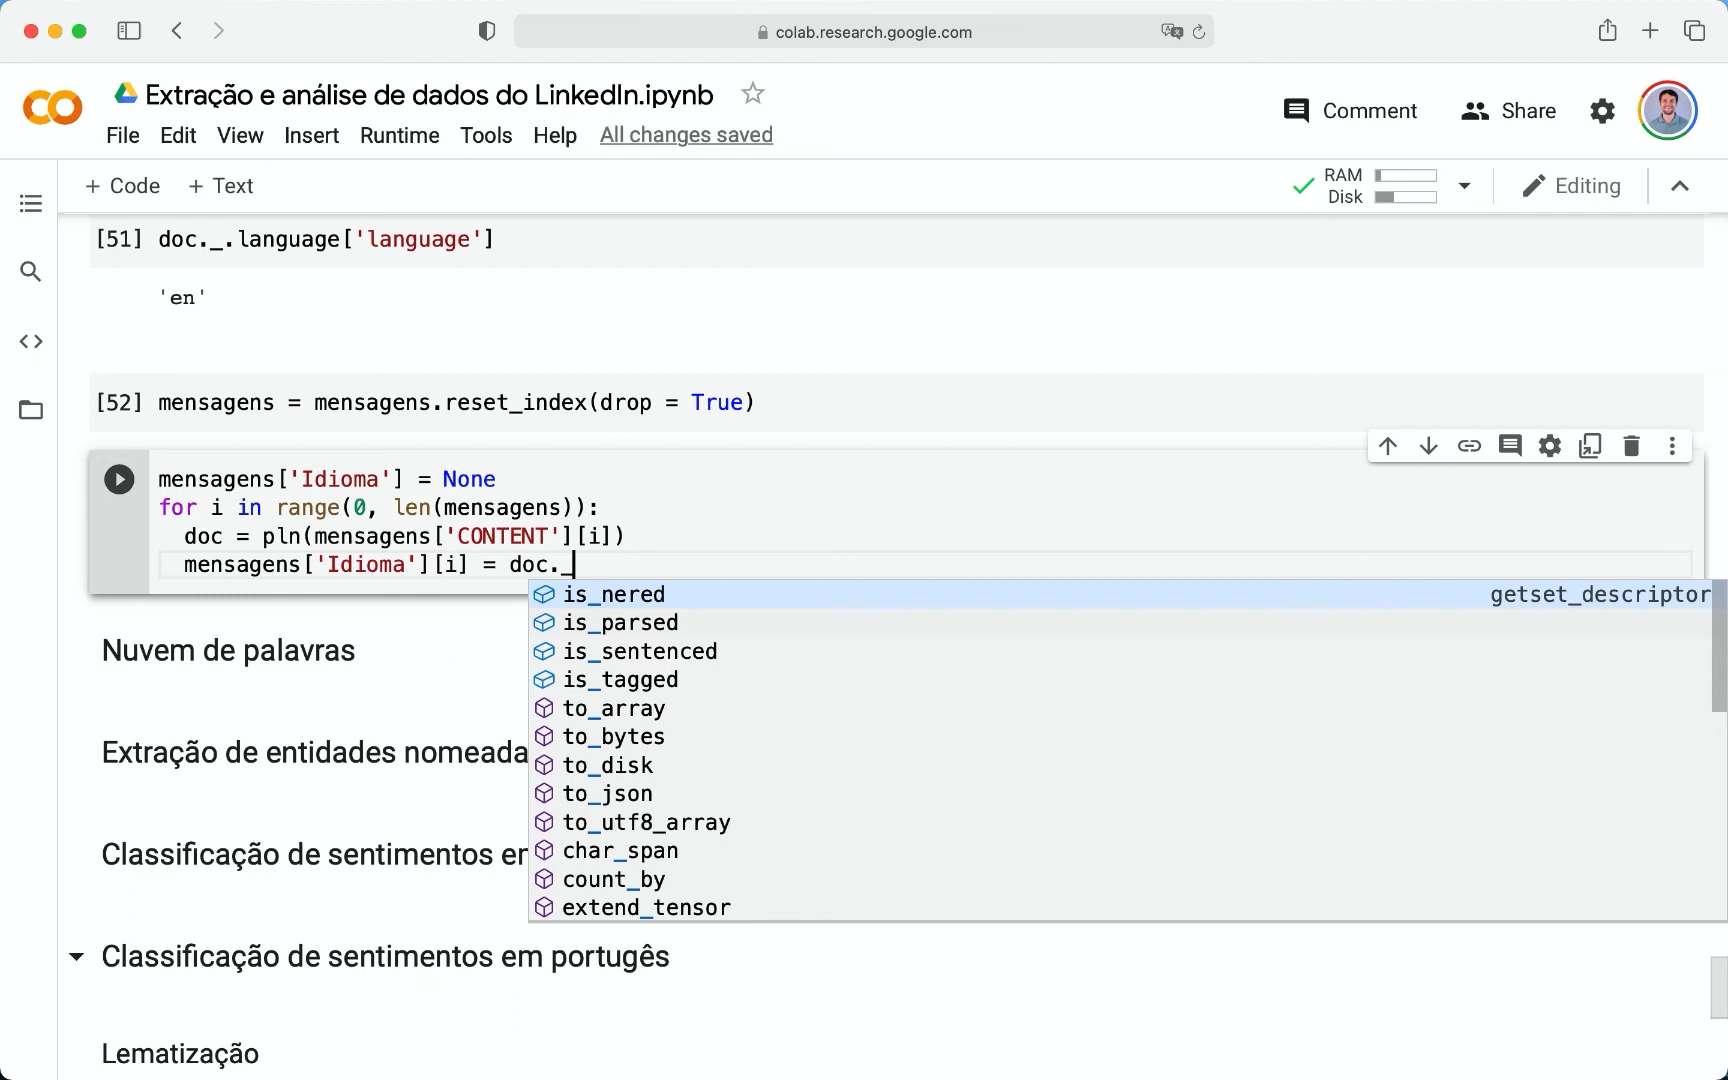 colab.research.google.com
Extração e análise de dados do LinkedIn.ipynb
File Edit View Insert Runtime Tools Help All changes saved
Comment Share
+ Code + Text
RAM
Disk
Editing
[51] doc._.language['language']
'en'
[52] mensagens = mensagens.reset_index(drop = True)
mensagens['Idioma'] = None
for i in range(0, len(mensagens)):
  doc = pln(mensagens['CONTENT'][i])
  mensagens['Idioma'][i] = doc._
is_nered getset_descriptor
is_parsed
is_sentenced
is_tagged
to_array
to_bytes
to_disk
to_json
to_utf8_array
char_span
count_by
extend_tensor
Nuvem de palavras
Extração de entidades nomeada
Classificação de sentimentos er
Classificação de sentimentos em portugês
Lematização